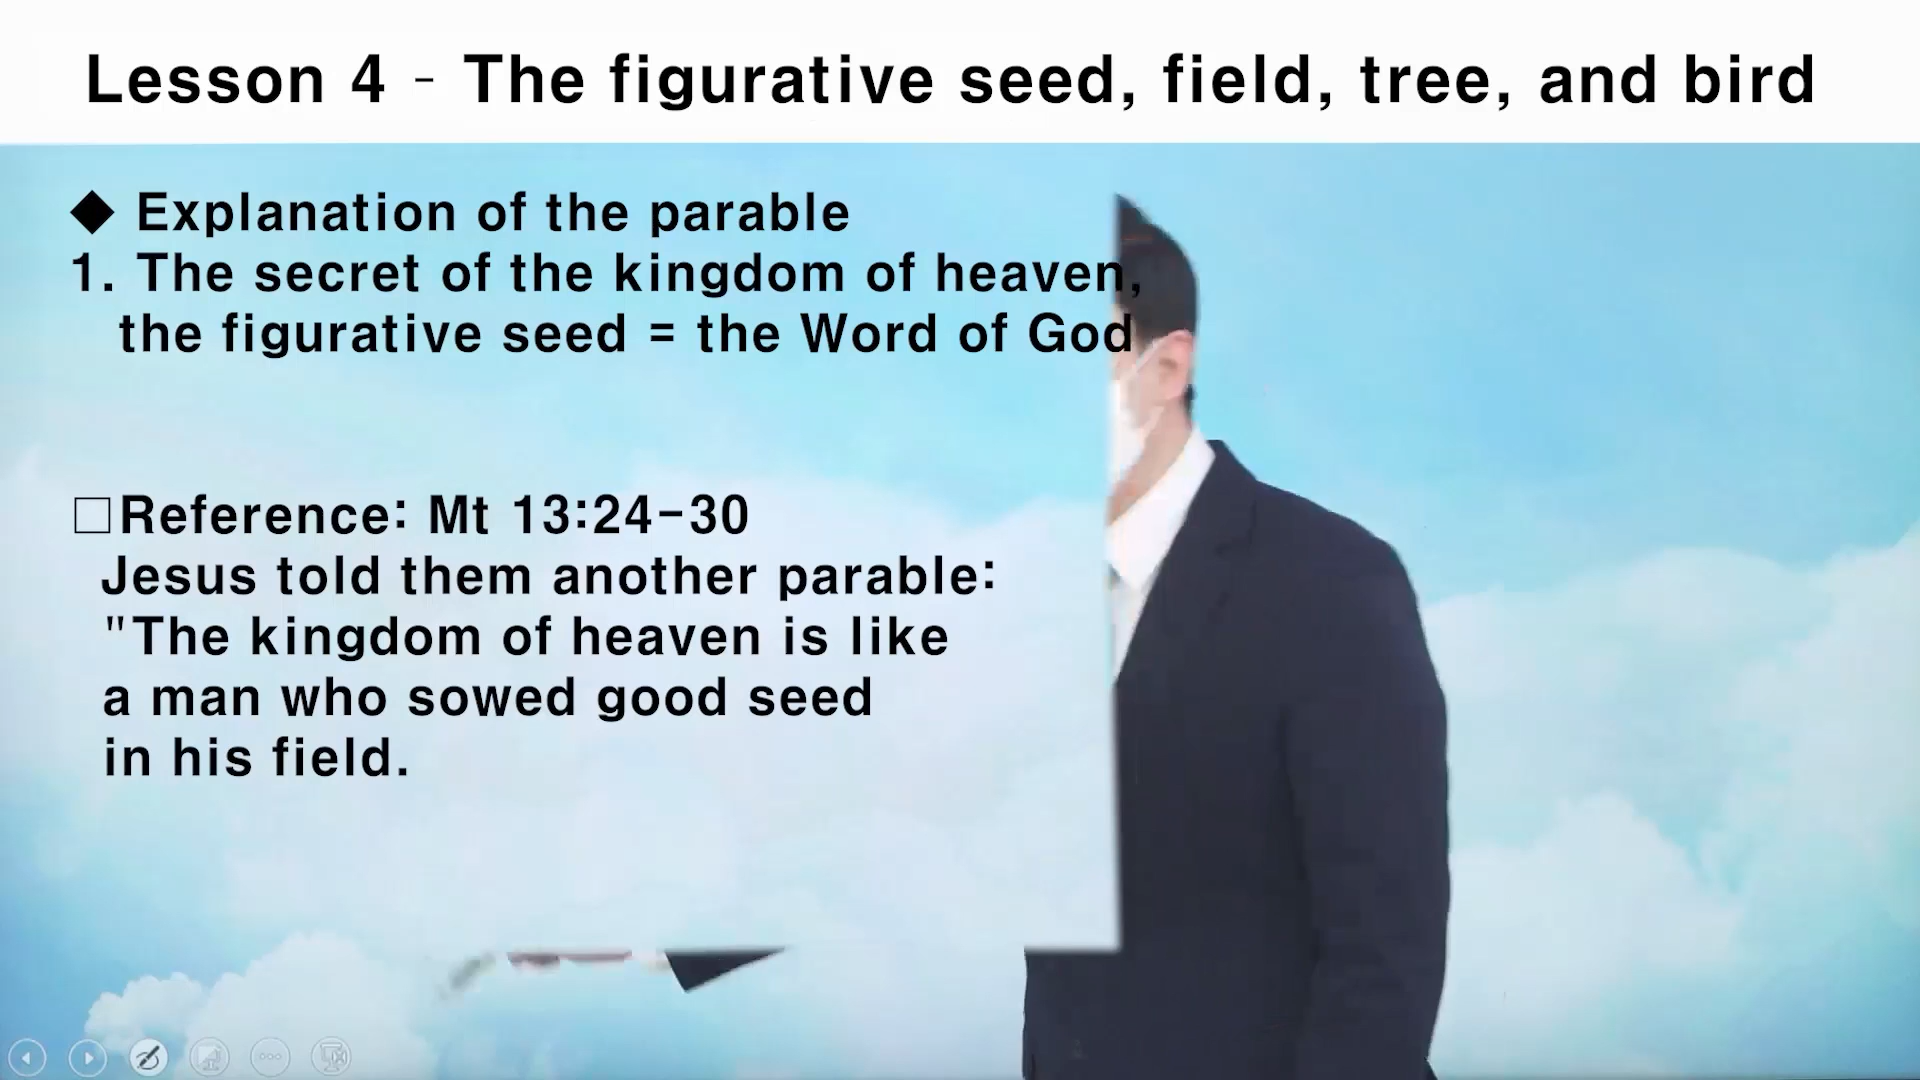 Lesson 4 - The figurative seed, field, tree, and bird
◆ Explanation of the parable
1. The secret of the kingdom of heaven,
the figurative seed = the Word of God
□Reference: Mt 13:24-30
Jesus told them another parable:
"The kingdom of heaven is like
a man who sowed good seed
in his field.